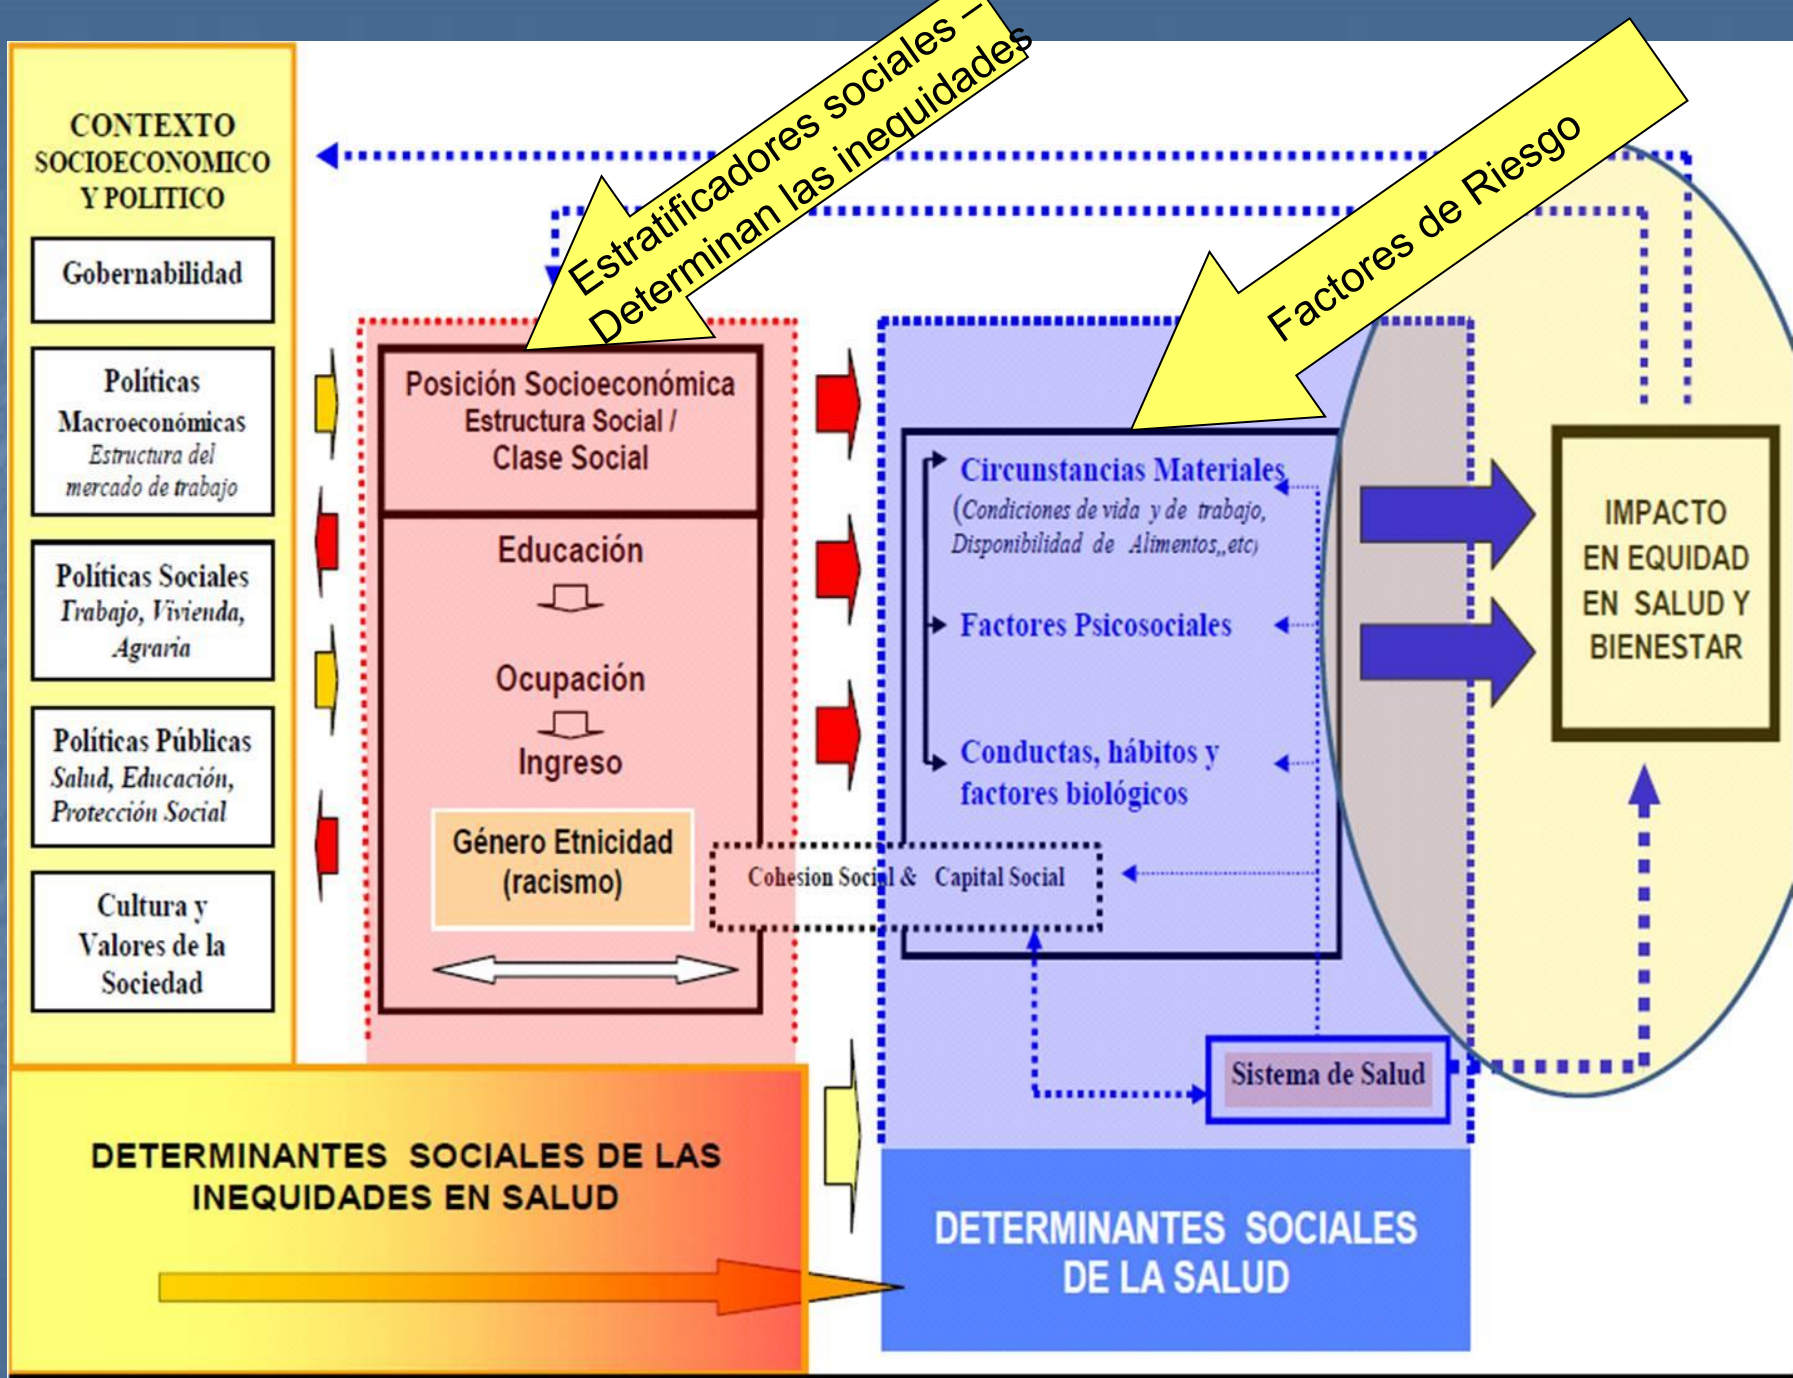 Estratificadores sociales –
Determinan las inequidades
Factores de Riesgo
CONTEXTO
SOCIOECONOMICO
Y POLITICO
Gobernabilidad
Políticas
Macroeconómicas
Estructura del
mercado de trabajo
Políticas Sociales
Trabajo, Vivienda,
Agraria
Políticas Públicas
Salud, Educación,
Protección Social
Cultura y
Valores de la
Sociedad
Posición Socioeconómica
Estructura Social /
Clase Social
Educación
Ocupación
Ingreso
Género Etnicidad
(racismo)
Cohesion Social & Capital Social
Circunstancias Materiales
(Condiciones de vida y de trabajo,
Disponibilidad de Alimentos,,etc)
Factores Psicosociales
Conductas, hábitos y
factores biológicos
Sistema de Salud
IMPACTO
EN EQUIDAD
EN SALUD Y
BIENESTAR
DETERMINANTES SOCIALES DE LAS
INEQUIDADES EN SALUD
DETERMINANTES SOCIALES
DE LA SALUD